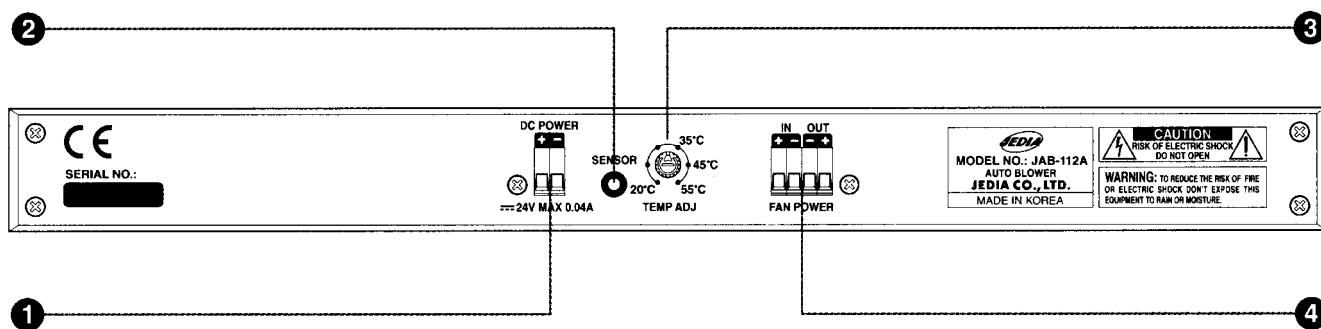 2
3
CE
SERIAL NO.:
DC POWER
+ −
⎓24V MAX 0.04A
SENSOR
35°C
45°C
20°C
55°C
TEMP ADJ
IN OUT
+ − − +
FAN POWER
JEDIA
MODEL NO.: JAB-112A
AUTO BLOWER
JEDIA CO., LTD.
MADE IN KOREA
CAUTION
RISK OF ELECTRIC SHOCK
DO NOT OPEN
WARNING: TO REDUCE THE RISK OF FIRE
OR ELECTRIC SHOCK DON'T EXPOSE THIS
EQUIPMENT TO RAIN OR MOISTURE.
1
4